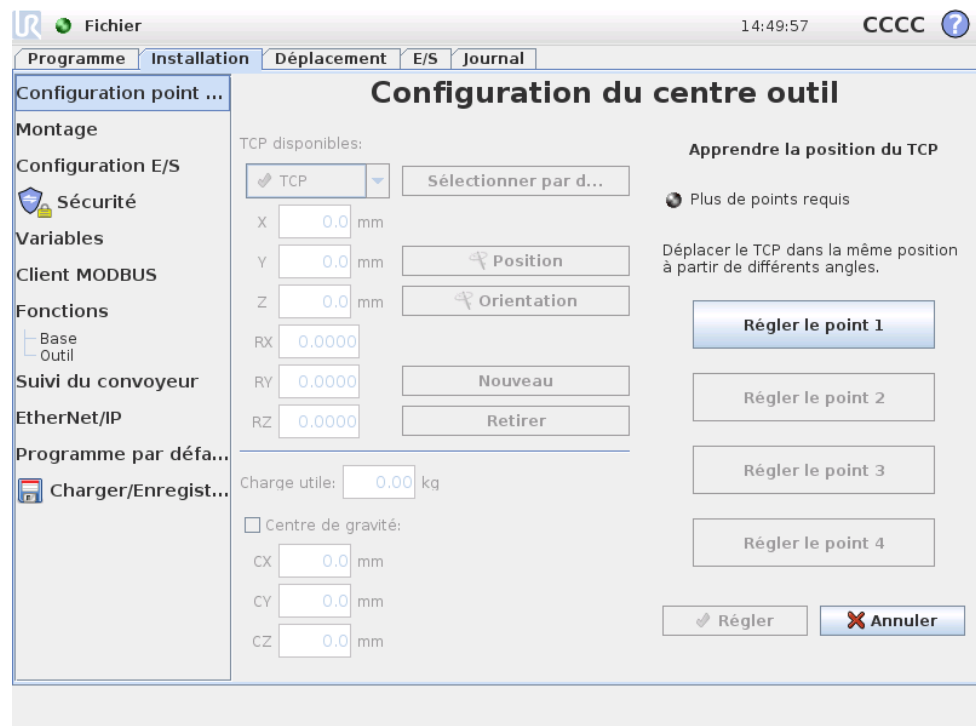 UR Fichier 14:49:57 CCCC ?
Programme Installation Déplacement E/S Journal
Configuration point ...
Montage
Configuration E/S
Sécurité
Variables
Client MODBUS
Fonctions
Base
Outil
Suivi du convoyeur
EtherNet/IP
Programme par défa...
Charger/Enregist...
Configuration du centre outil
TCP disponibles:
TCP Sélectionner par d...
X 0.0 mm
Y 0.0 mm Position
Z 0.0 mm Orientation
RX 0.0000
RY 0.0000 Nouveau
RZ 0.0000 Retirer
Charge utile: 0.00 kg
Centre de gravité:
CX 0.0 mm
CY 0.0 mm
CZ 0.0 mm
Apprendre la position du TCP
Plus de points requis
Déplacer le TCP dans la même position
à partir de différents angles.
Régler le point 1
Régler le point 2
Régler le point 3
Régler le point 4
Régler Annuler